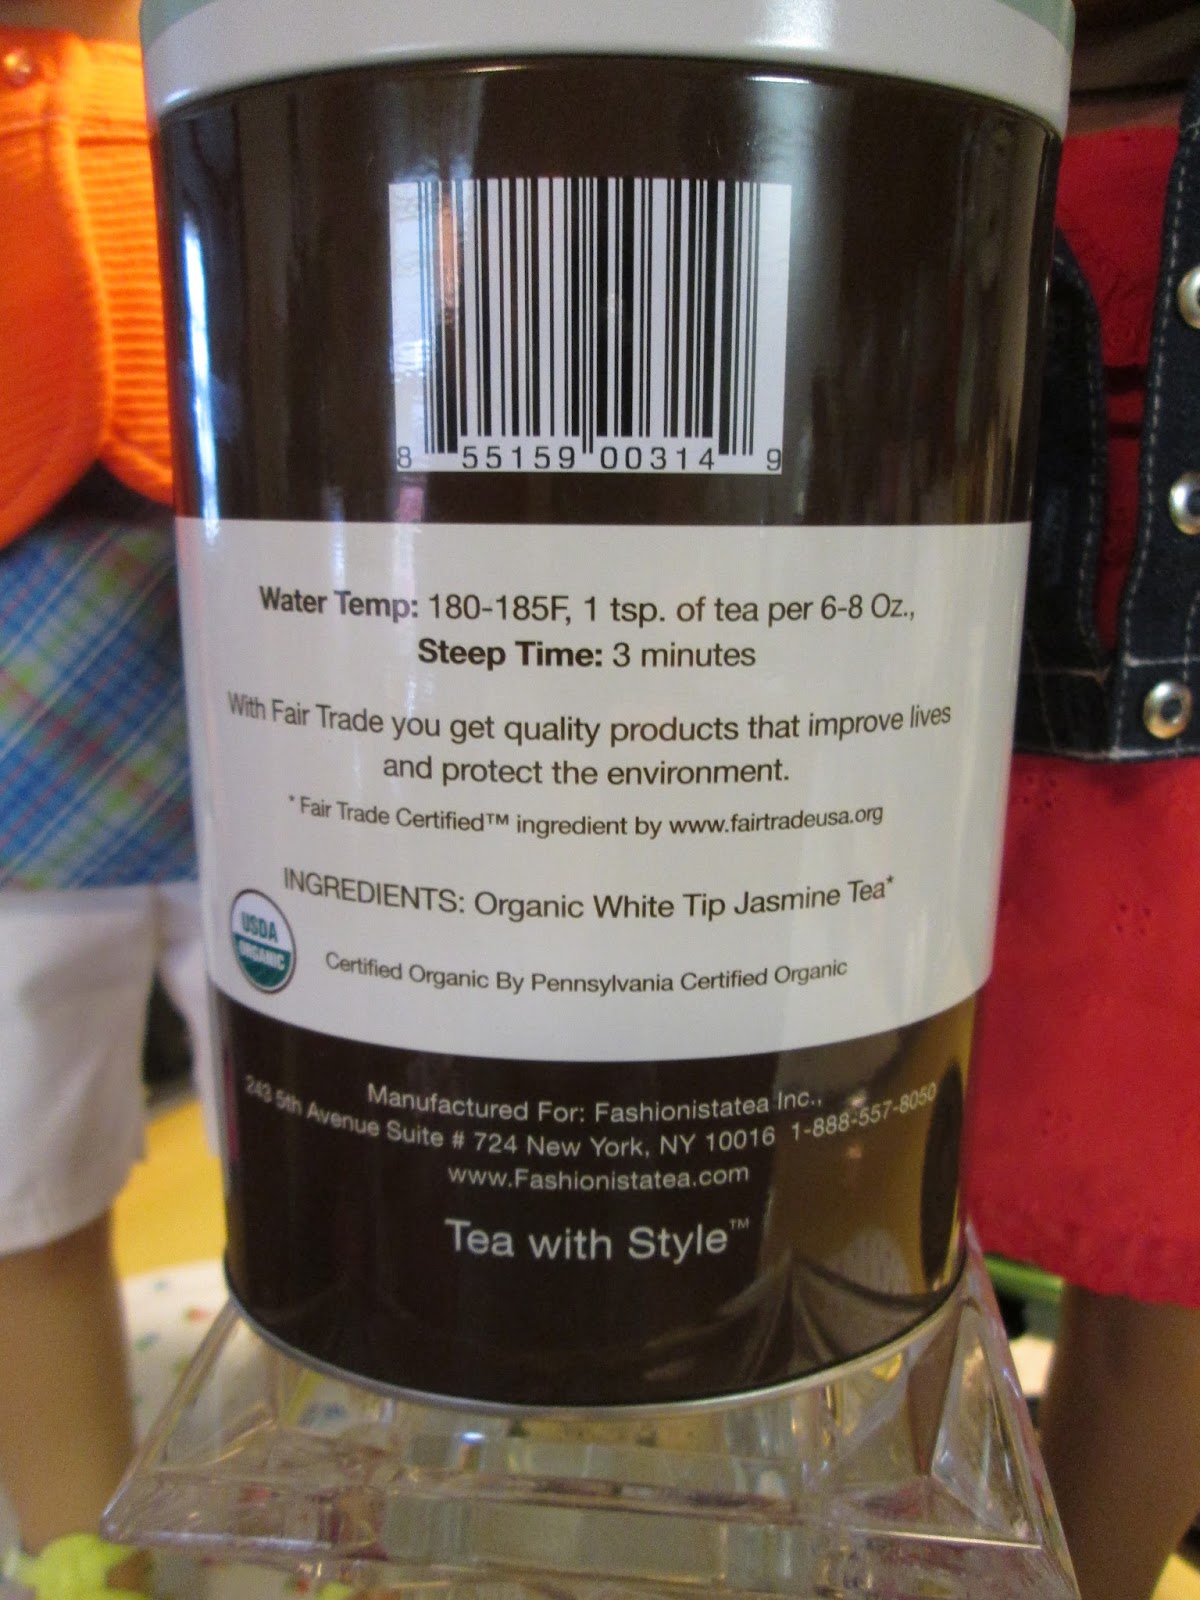 8 55159 00314 9
Water Temp: 180-185F, 1 tsp. of tea per 6-8 Oz.,
Steep Time: 3 minutes
With Fair Trade you get quality products that improve lives
and protect the environment.
* Fair Trade Certified™ ingredient by www.fairtradeusa.org
INGREDIENTS: Organic White Tip Jasmine Tea*
USDA
ORGANIC
Certified Organic By Pennsylvania Certified Organic
Manufactured For: Fashionistatea Inc.,
243 5th Avenue Suite # 724 New York, NY 10016 1-888-557-8050
www.Fashionistatea.com
Tea with Style™